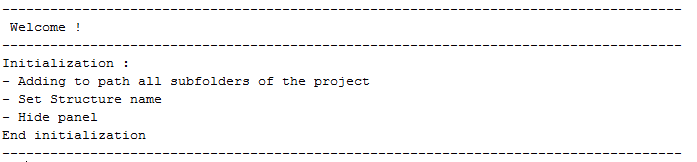 -------------------------------------------------------------------------------------
 Welcome !
-------------------------------------------------------------------------------------
Initialization :
- Adding to path all subfolders of the project
- Set Structure name
- Hide panel
End initialization
-------------------------------------------------------------------------------------